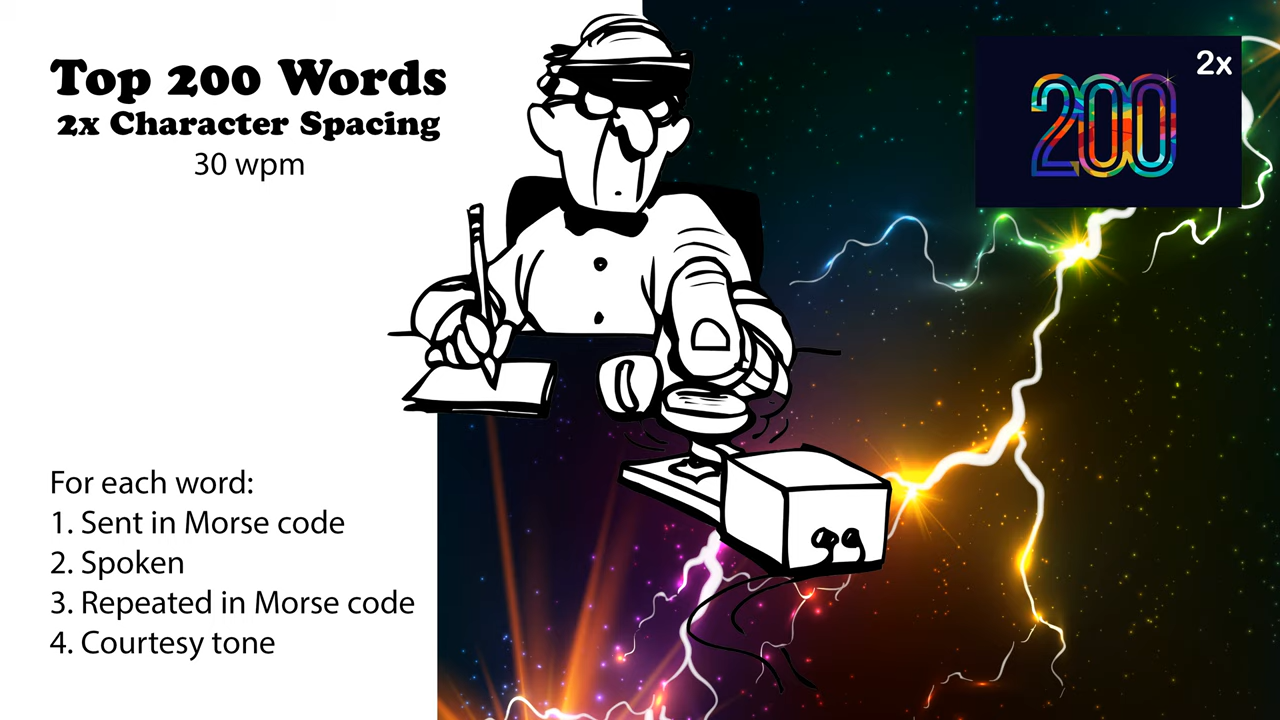 Top 200 Words
2x Character Spacing
30 wpm
2x
200
For each word:
1. Sent in Morse code
2. Spoken
3. Repeated in Morse code
4. Courtesy tone